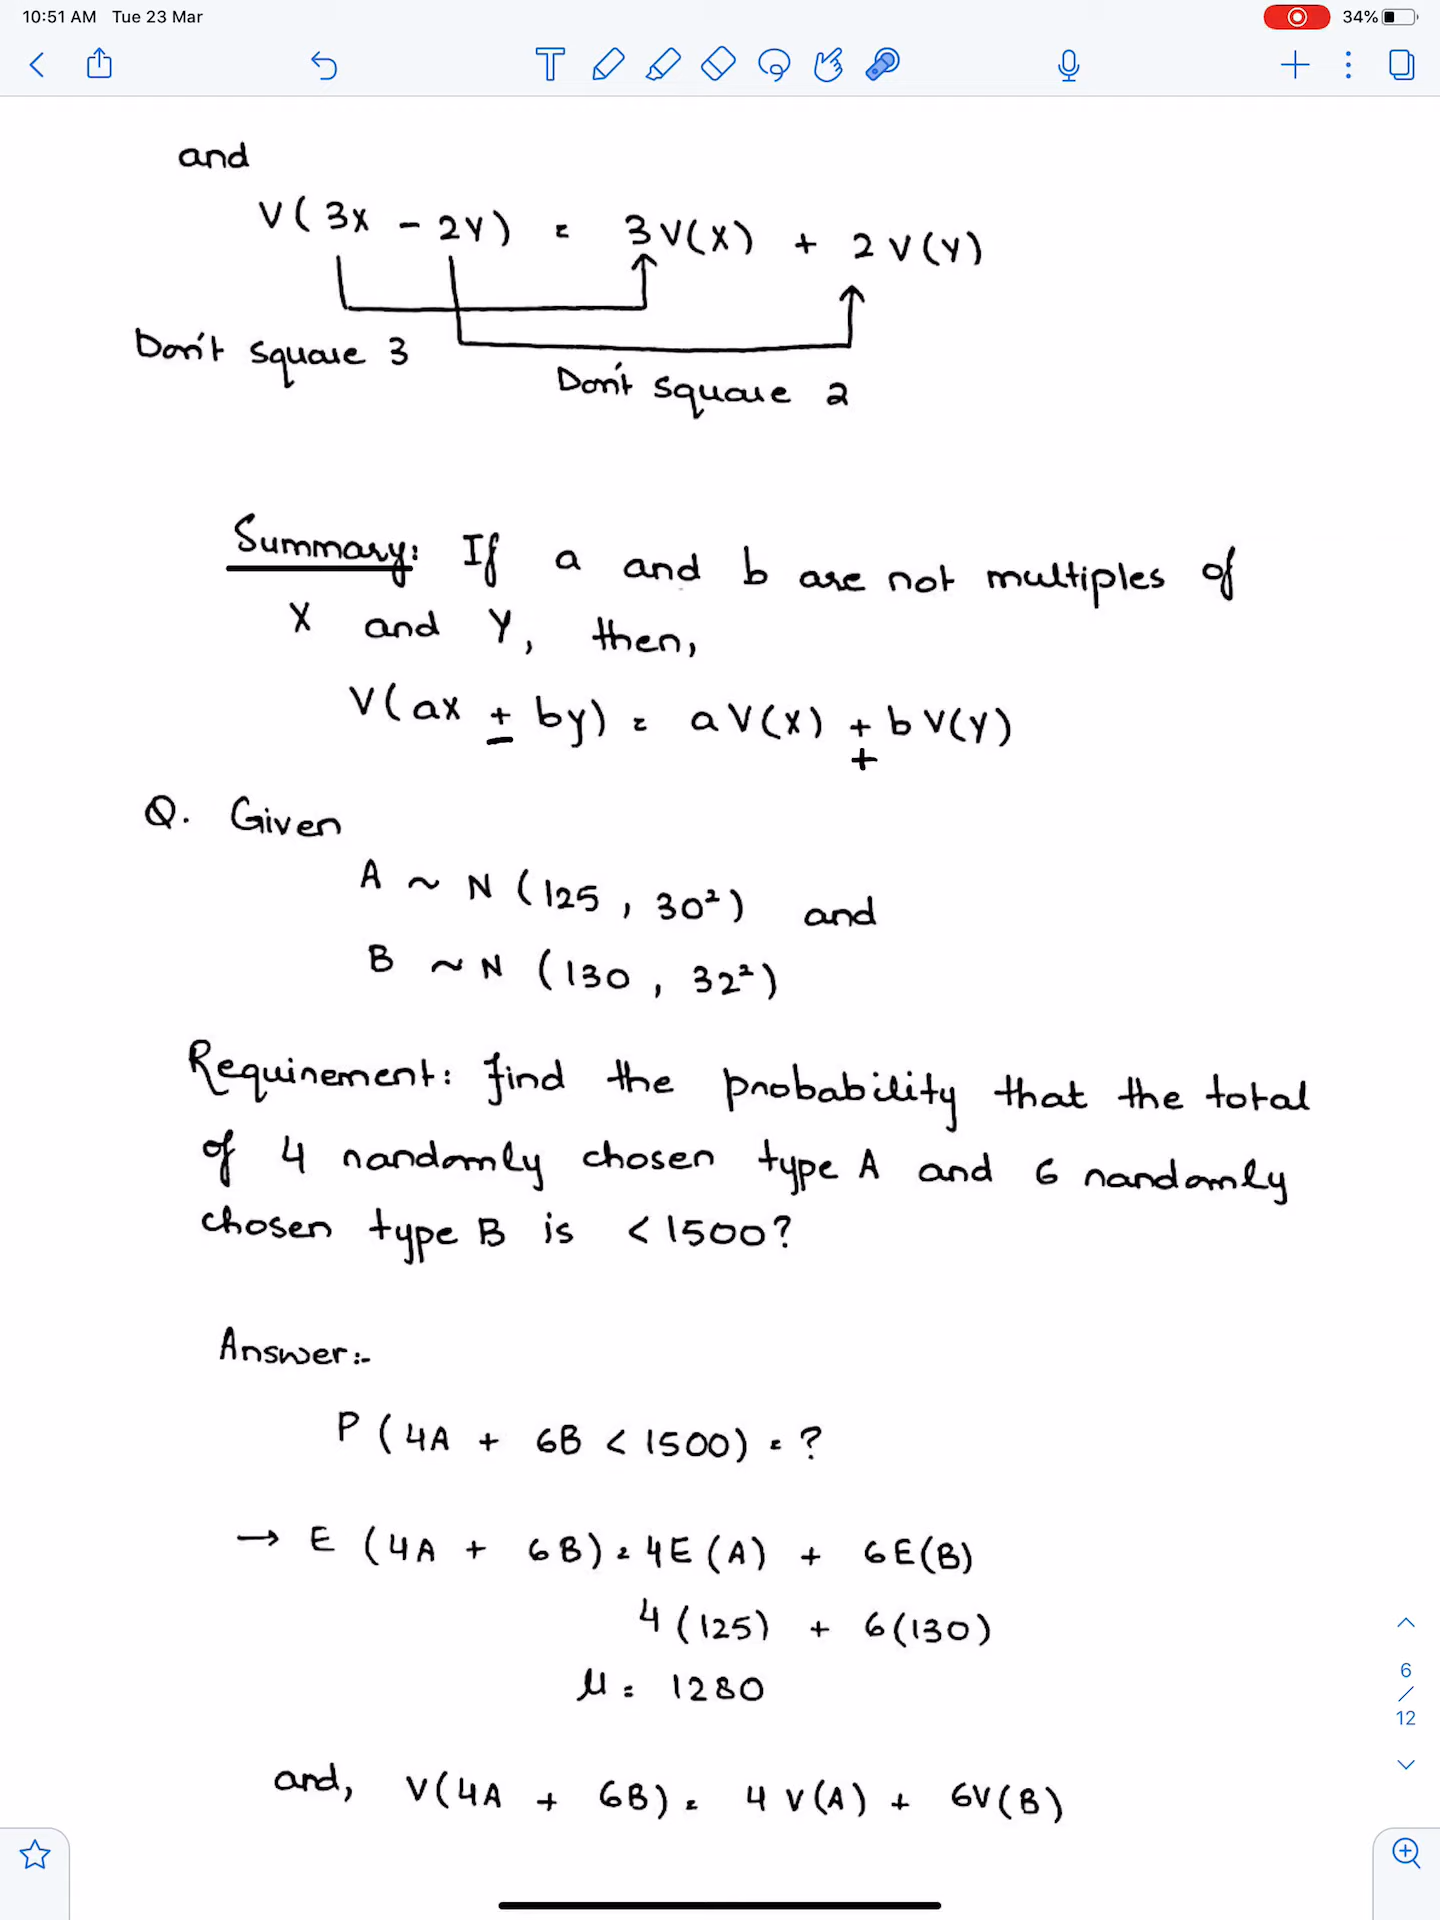 10:51 AM Tue 23 Mar 34%
and
V(3X - 2Y) = 3V(X) + 2V(Y)
Don't square 3
Don't square 2
Summary: If a and b are not multiples of
X and Y, then,
V(aX ± by) = aV(X) + bV(Y)
+
Q. Given
A ~ N (125, 30²) and
B ~ N (130, 32²)
Requirement: find the probability that the total
of 4 randomly chosen type A and 6 randomly
chosen type B is < 1500?
Answer:-
P(4A + 6B < 1500) = ?
→ E (4A + 6B) = 4E(A) + 6E(B)
4(125) + 6(130)
μ = 1280
and, V(4A + 6B) = 4V(A) + 6V(B)
6
/
12